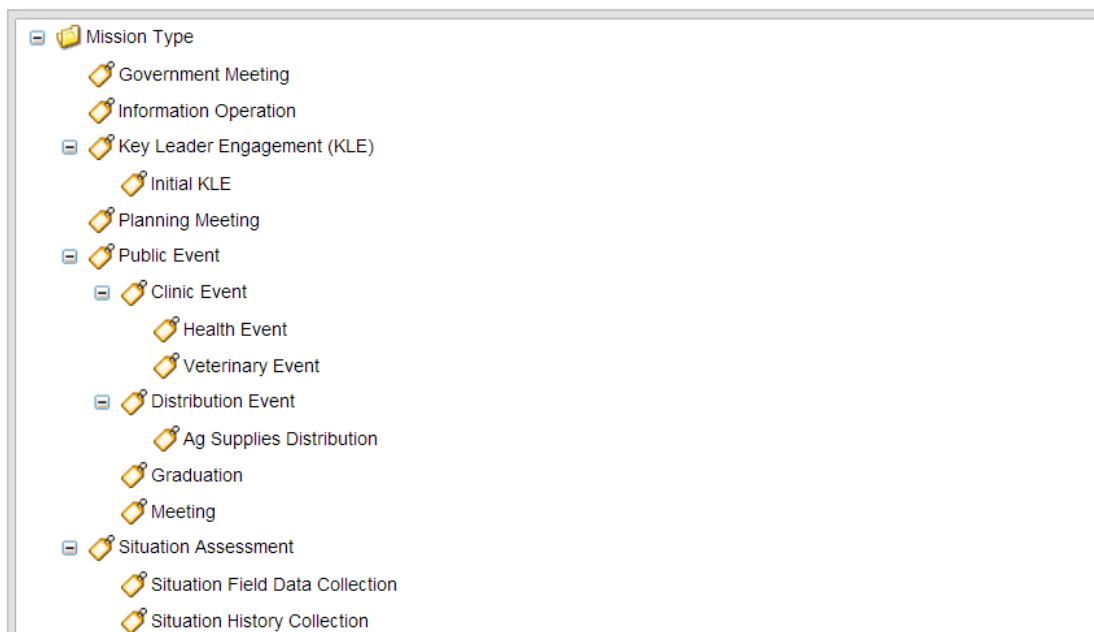 Mission Type
Government Meeting
Information Operation
Key Leader Engagement (KLE)
Initial KLE
Planning Meeting
Public Event
Clinic Event
Health Event
Veterinary Event
Distribution Event
Ag Supplies Distribution
Graduation
Meeting
Situation Assessment
Situation Field Data Collection
Situation History Collection